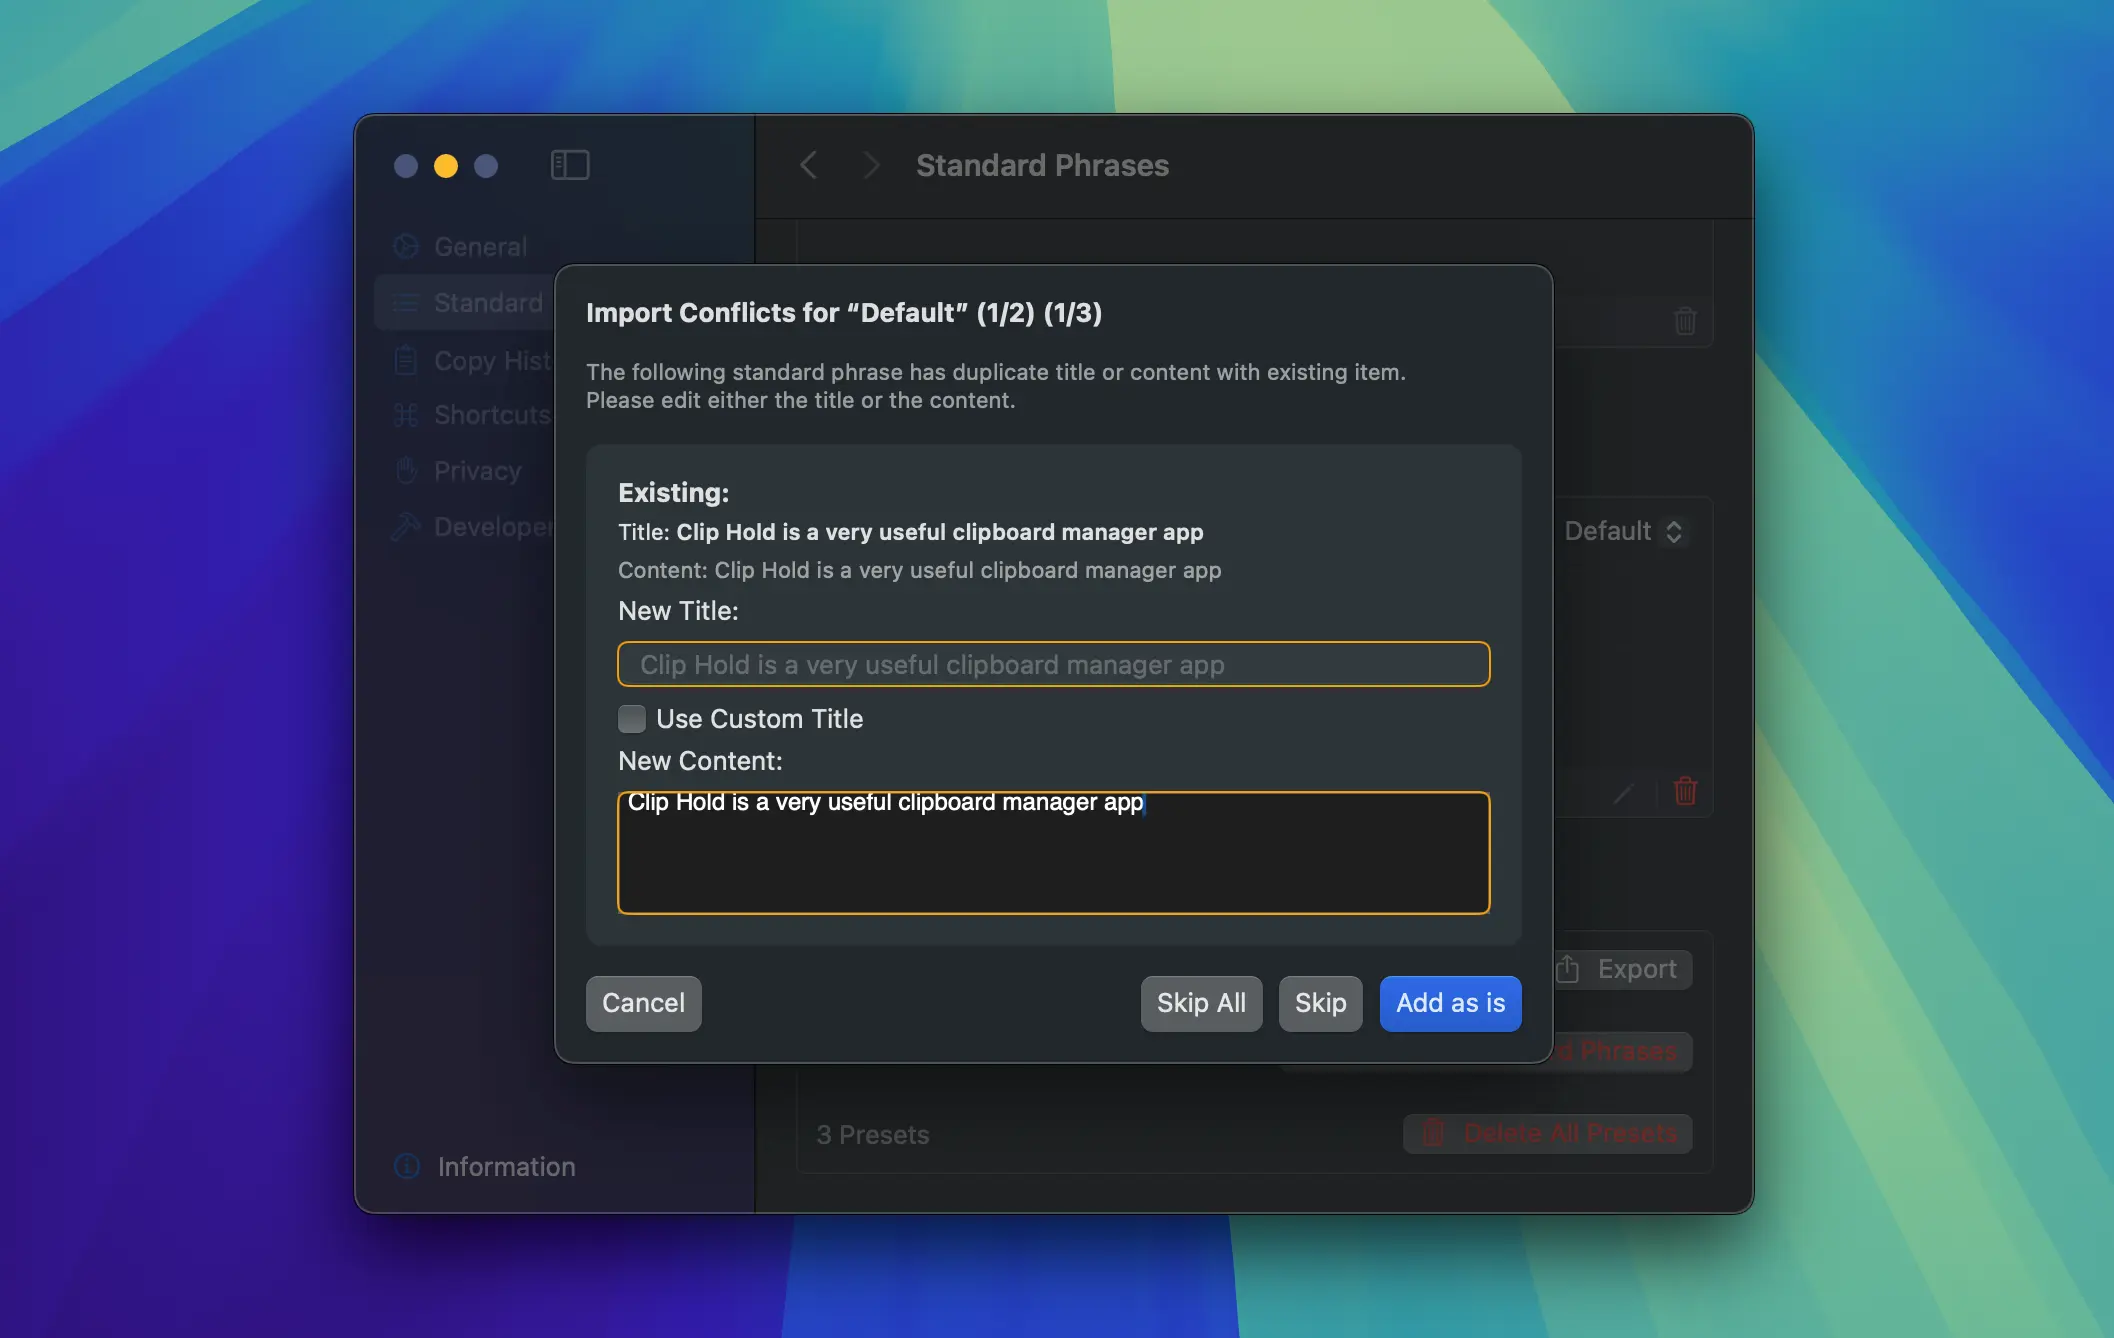 Standard Phrases
General
Standard
Copy Hist
Shortcuts
Privacy
Developer
Information
Import Conflicts for “Default” (1/2) (1/3)
The following standard phrase has duplicate title or content with existing item.
Please edit either the title or the content.
Existing:
Title: Clip Hold is a very useful clipboard manager app
Content: Clip Hold is a very useful clipboard manager app
New Title:
Clip Hold is a very useful clipboard manager app
Use Custom Title
New Content:
Clip Hold is a very useful clipboard manager app
Cancel
Skip All
Skip
Add as is
Default
Export
d Phrases
3 Presets
Delete All Presets